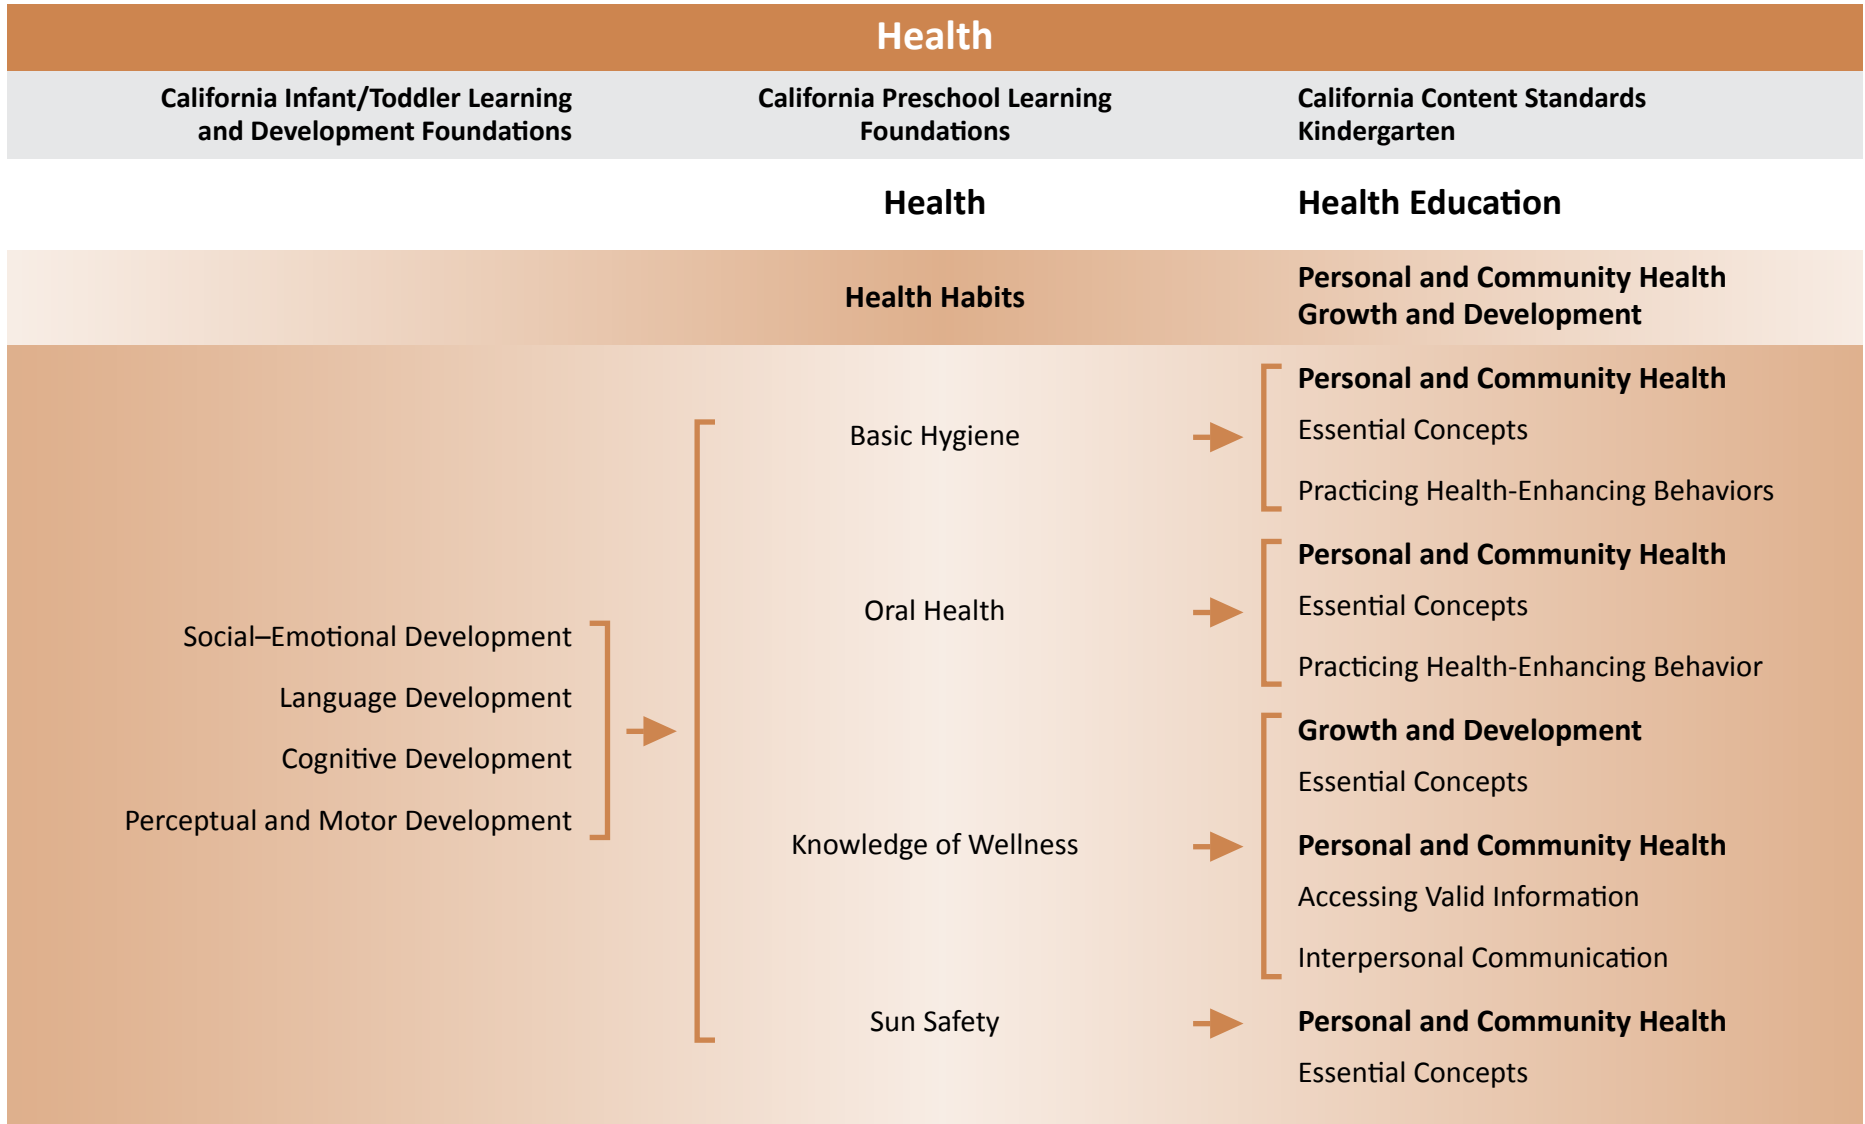 Health
California Infant/Toddler Learning
and Development Foundations
California Preschool Learning
Foundations
California Content Standards
Kindergarten
Health
Health Education
Health Habits
Personal and Community Health
Growth and Development
Social–Emotional Development
Language Development
Cognitive Development
Perceptual and Motor Development
Basic Hygiene
Personal and Community Health
Essential Concepts
Practicing Health-Enhancing Behaviors
Oral Health
Personal and Community Health
Essential Concepts
Practicing Health-Enhancing Behavior
Knowledge of Wellness
Growth and Development
Essential Concepts
Personal and Community Health
Accessing Valid Information
Interpersonal Communication
Sun Safety
Personal and Community Health
Essential Concepts